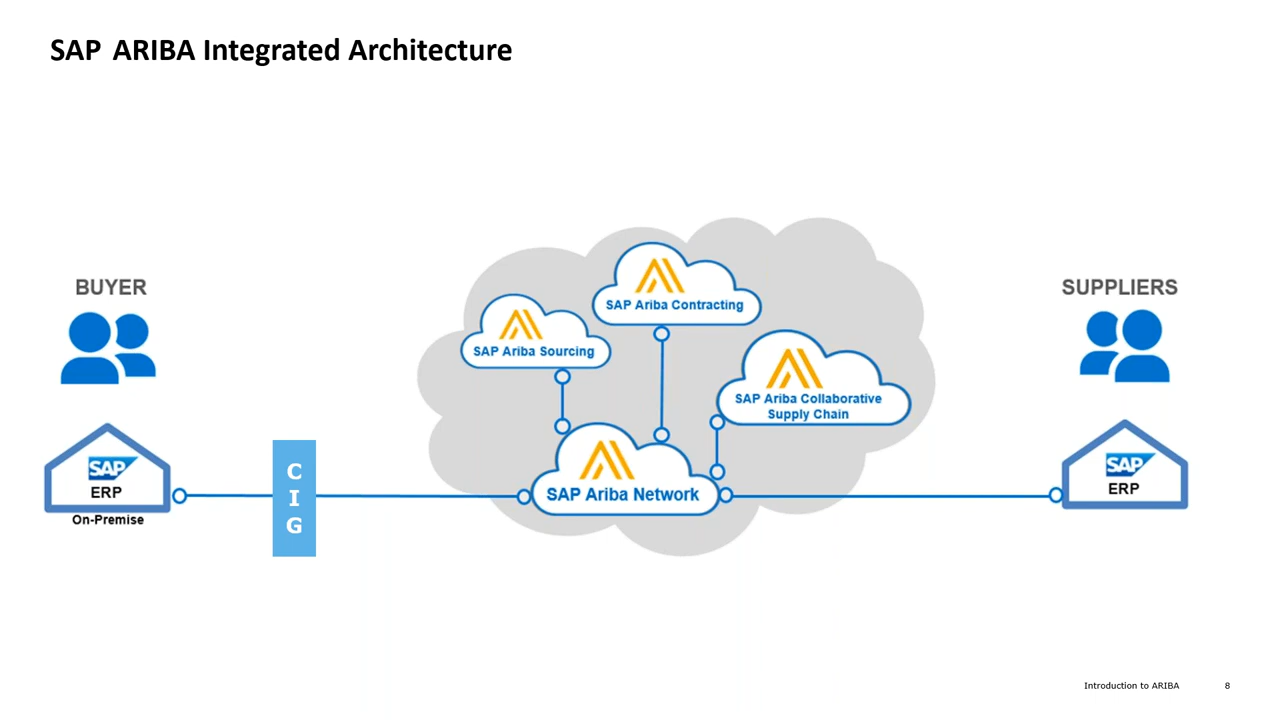 SAP ARIBA Integrated Architecture
BUYER
SAP
ERP
On-Premise
C
I
G
SAP Ariba Sourcing
SAP Ariba Contracting
SAP Ariba Collaborative
Supply Chain
SAP Ariba Network
SUPPLIERS
SAP
ERP
Introduction to ARIBA
8